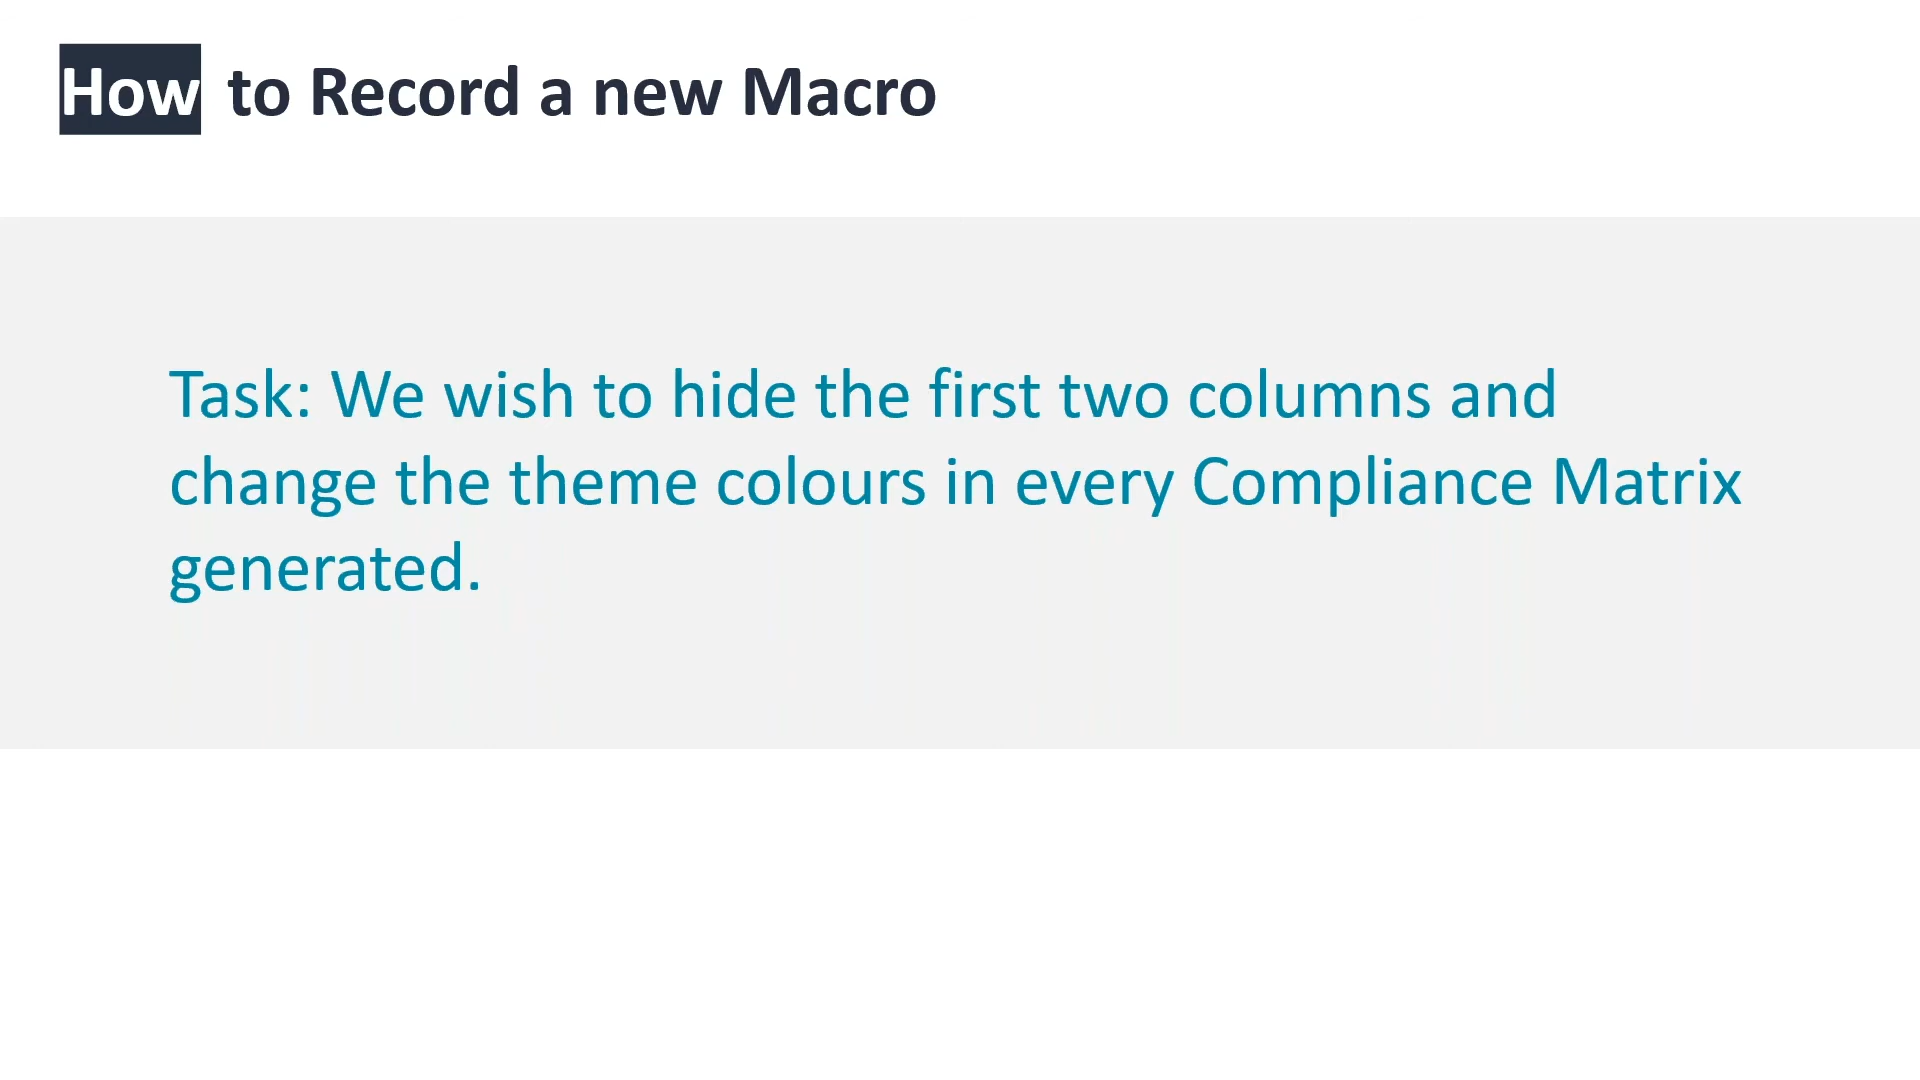 How to Record a new Macro
Task: We wish to hide the first two columns and
change the theme colours in every Compliance Matrix
generated.